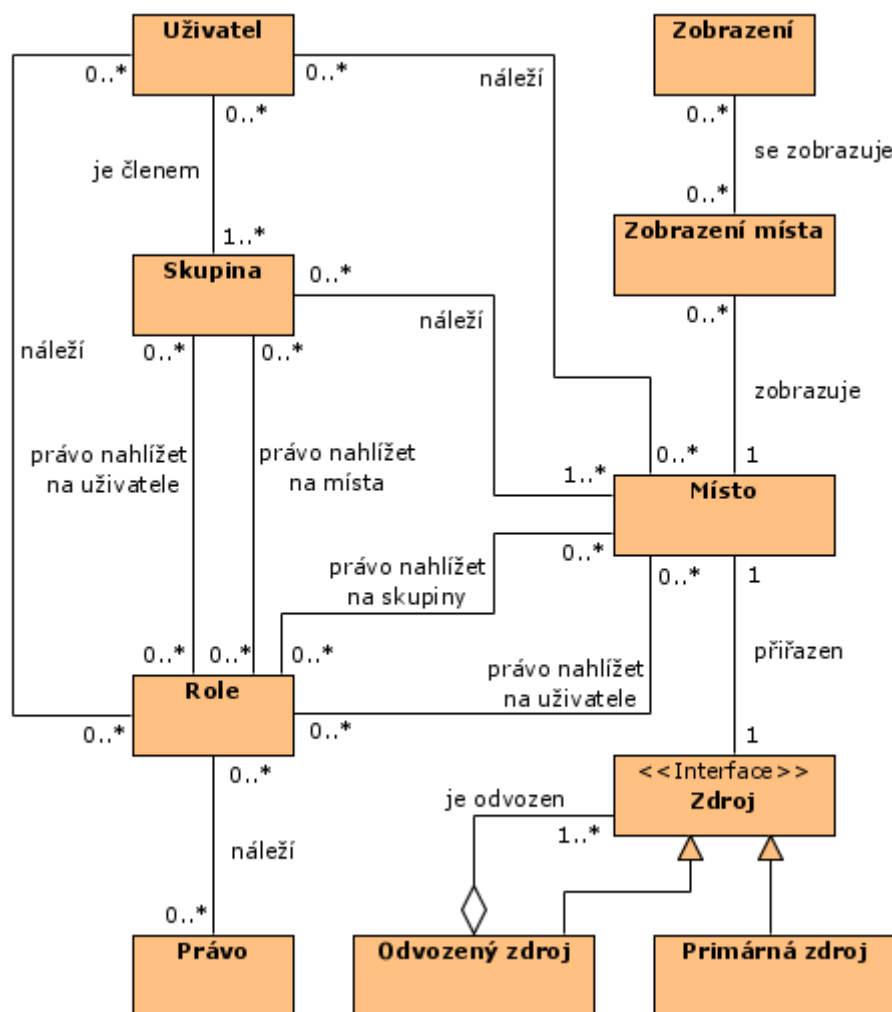 Uživatel
Zobrazení
0..*
0..*
náleží
0..*
0..*
je členem
se zobrazuje
0..*
1..*
Skupina
0..*
Zobrazení místa
náleží
0..*
náleží
0..*
0..*
zobrazuje
právo nahlížet
na uživatele
právo nahlížet
na místa
0..*
1
1..*
Místo
0..*
0..*
1
právo nahlížet
na skupiny
0..*
0..*
0..*
přiřazen
právo nahlížet
na uživatele
Role
0..*
0..*
1
0..*
<<Interface>>
Zdroj
je odvozen
1..*
náleží
0..*
Právo
Odvozený zdroj
Primárná zdroj